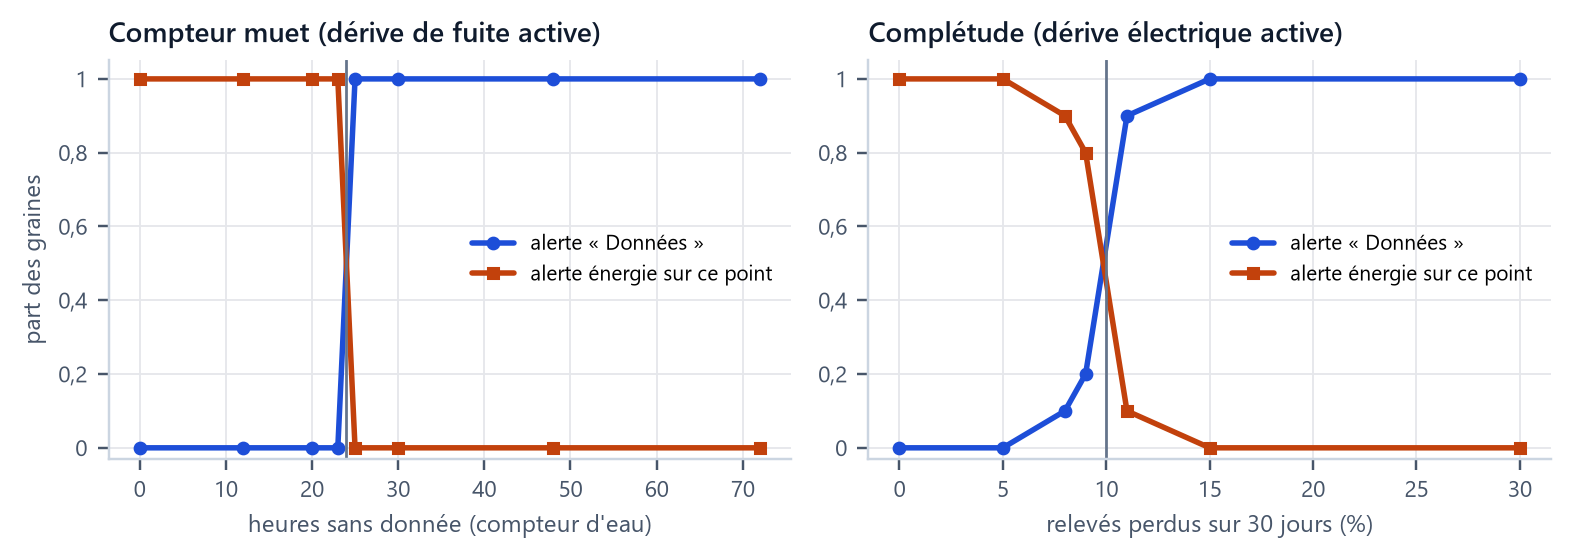 Compteur muet (dérive de fuite active)
1
0,8
0,6
0,4
0,2
0
part des graines
alerte « Données »
alerte énergie sur ce point
0 10 20 30 40 50 60 70
heures sans donnée (compteur d'eau)
Complétude (dérive électrique active)
1
0,8
0,6
0,4
0,2
0
alerte « Données »
alerte énergie sur ce point
0 5 10 15 20 25 30
relevés perdus sur 30 jours (%)